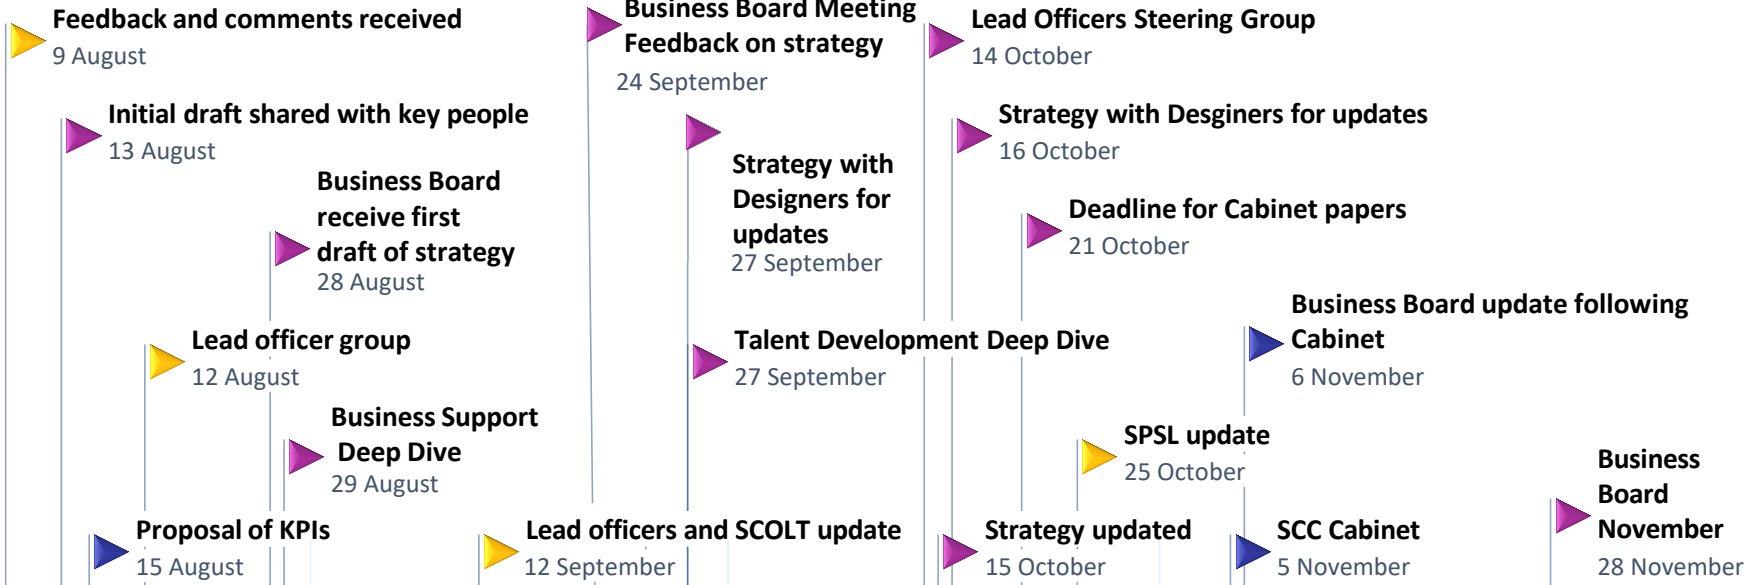 Feedback and comments received
9 August
Initial draft shared with key people
13 August
Business Board
receive first
draft of strategy
28 August
Lead officer group
12 August
Business Support
Deep Dive
29 August
Proposal of KPIs
15 August
Business Board Meeting
Feedback on strategy
24 September
Strategy with
Designers for
updates
27 September
Talent Development Deep Dive
27 September
Lead officers and SCOLT update
12 September
Lead Officers Steering Group
14 October
Strategy with Desginers for updates
16 October
Deadline for Cabinet papers
21 October
Business Board update following
Cabinet
6 November
SPSL update
25 October
Strategy updated
15 October
SCC Cabinet
5 November
Business
Board
November
28 November